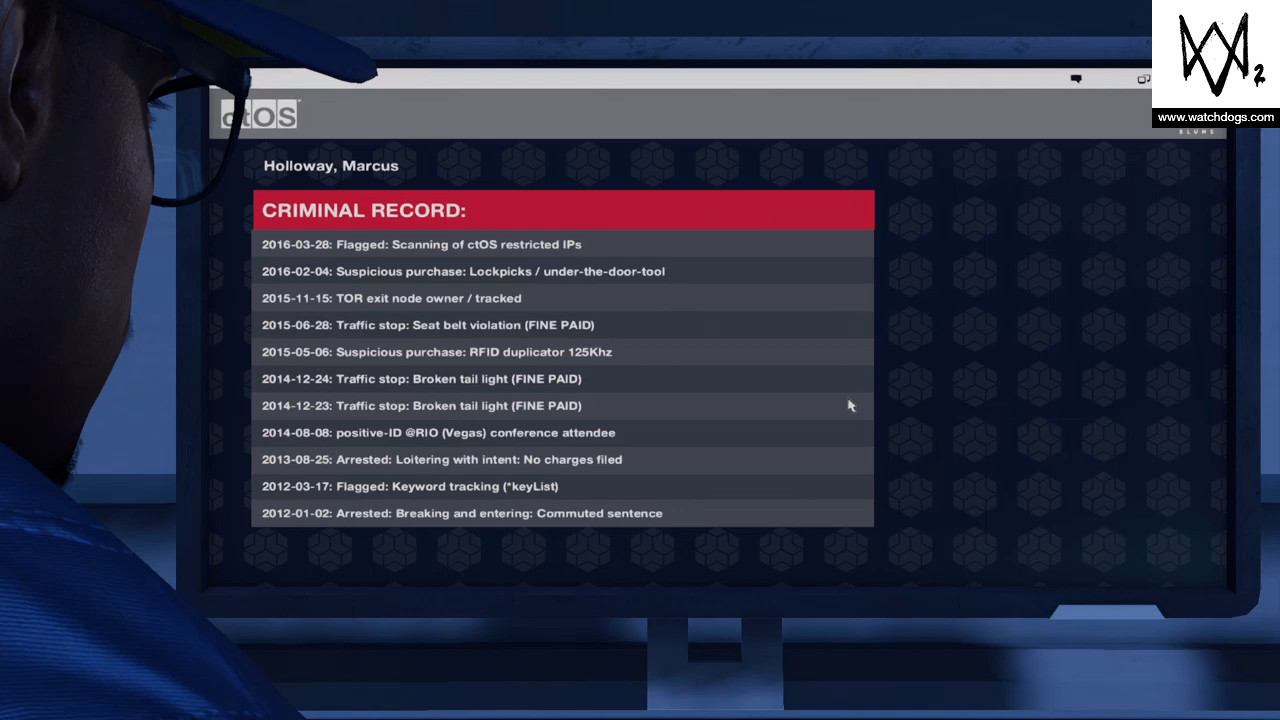 2
www.watchdogs.com
ctOS
BLUME
Holloway, Marcus
CRIMINAL RECORD:
2016-03-28: Flagged: Scanning of ctOS restricted IPs
2016-02-04: Suspicious purchase: Lockpicks / under-the-door-tool
2015-11-15: TOR exit node owner / tracked
2015-06-28: Traffic stop: Seat belt violation (FINE PAID)
2015-05-06: Suspicious purchase: RFID duplicator 125Khz
2014-12-24: Traffic stop: Broken tail light (FINE PAID)
2014-12-23: Traffic stop: Broken tail light (FINE PAID)
2014-08-08: positive-ID @RIO (Vegas) conference attendee
2013-08-25: Arrested: Loitering with intent: No charges filed
2012-03-17: Flagged: Keyword tracking (*keyList)
2012-01-02: Arrested: Breaking and entering: Commuted sentence